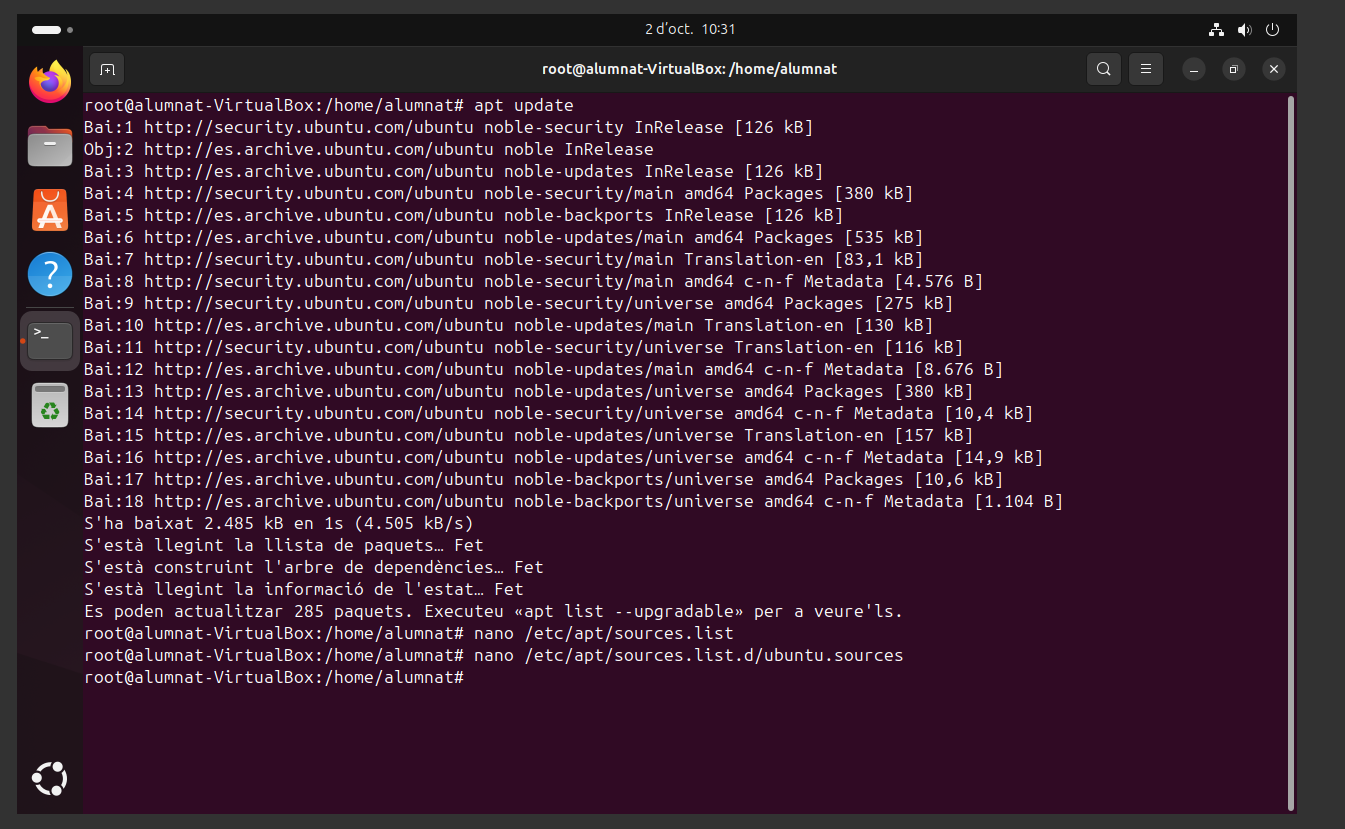 2 d'oct. 10:31
root@alumnat-VirtualBox: /home/alumnat
root@alumnat-VirtualBox:/home/alumnat# apt update
Bai:1 http://security.ubuntu.com/ubuntu noble-security InRelease [126 kB]
Obj:2 http://es.archive.ubuntu.com/ubuntu noble InRelease
Bai:3 http://es.archive.ubuntu.com/ubuntu noble-updates InRelease [126 kB]
Bai:4 http://security.ubuntu.com/ubuntu noble-security/main amd64 Packages [380 kB]
Bai:5 http://es.archive.ubuntu.com/ubuntu noble-backports InRelease [126 kB]
Bai:6 http://es.archive.ubuntu.com/ubuntu noble-updates/main amd64 Packages [535 kB]
Bai:7 http://security.ubuntu.com/ubuntu noble-security/main Translation-en [83,1 kB]
Bai:8 http://security.ubuntu.com/ubuntu noble-security/main amd64 c-n-f Metadata [4.576 B]
Bai:9 http://security.ubuntu.com/ubuntu noble-security/universe amd64 Packages [275 kB]
Bai:10 http://es.archive.ubuntu.com/ubuntu noble-updates/main Translation-en [130 kB]
Bai:11 http://security.ubuntu.com/ubuntu noble-security/universe Translation-en [116 kB]
Bai:12 http://es.archive.ubuntu.com/ubuntu noble-updates/main amd64 c-n-f Metadata [8.676 B]
Bai:13 http://es.archive.ubuntu.com/ubuntu noble-updates/universe amd64 Packages [380 kB]
Bai:14 http://security.ubuntu.com/ubuntu noble-security/universe amd64 c-n-f Metadata [10,4 kB]
Bai:15 http://es.archive.ubuntu.com/ubuntu noble-updates/universe Translation-en [157 kB]
Bai:16 http://es.archive.ubuntu.com/ubuntu noble-updates/universe amd64 c-n-f Metadata [14,9 kB]
Bai:17 http://es.archive.ubuntu.com/ubuntu noble-backports/universe amd64 Packages [10,6 kB]
Bai:18 http://es.archive.ubuntu.com/ubuntu noble-backports/universe amd64 c-n-f Metadata [1.104 B]
S'ha baixat 2.485 kB en 1s (4.505 kB/s)
S'està llegint la llista de paquets… Fet
S'està construint l'arbre de dependències… Fet
S'està llegint la informació de l'estat… Fet
Es poden actualitzar 285 paquets. Executeu «apt list --upgradable» per a veure'ls.
root@alumnat-VirtualBox:/home/alumnat# nano /etc/apt/sources.list
root@alumnat-VirtualBox:/home/alumnat# nano /etc/apt/sources.list.d/ubuntu.sources
root@alumnat-VirtualBox:/home/alumnat#